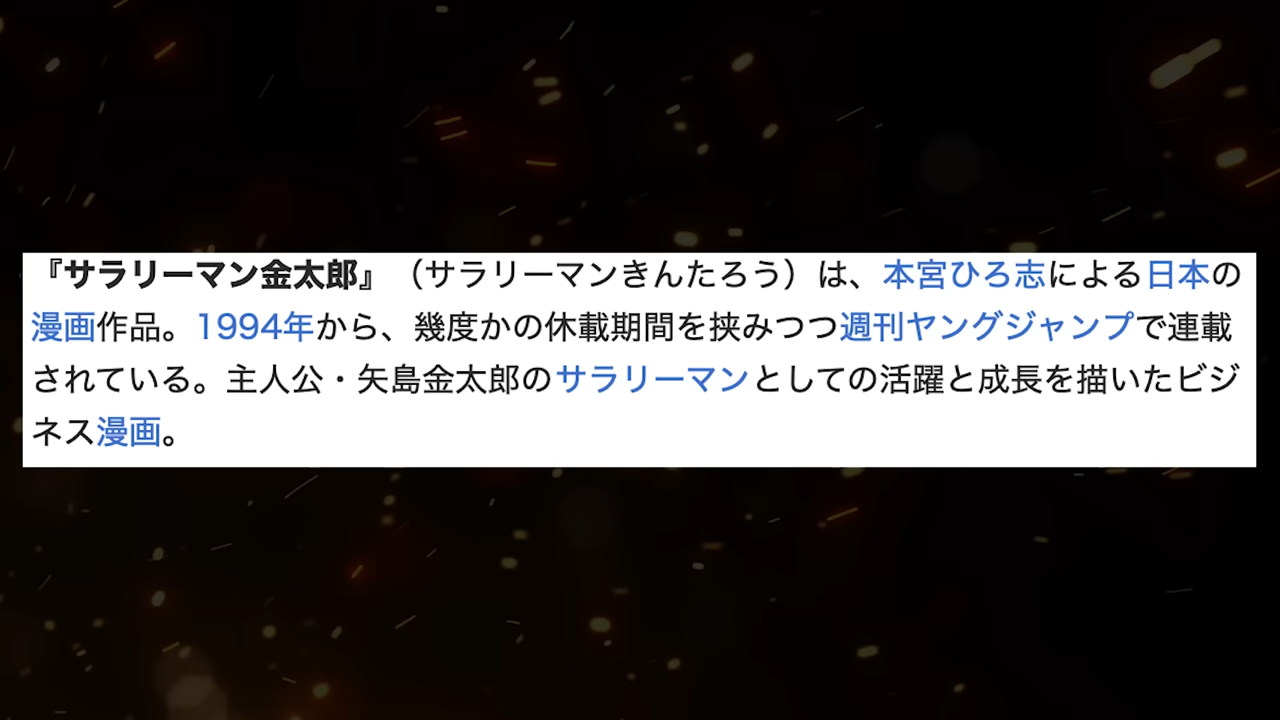 『サラリーマン金太郎』（サラリーマンきんたろう）は、本宮ひろ志による日本の
漫画作品。1994年から、幾度かの休載期間を挟みつつ週刊ヤングジャンプで連載
されている。主人公・矢島金太郎のサラリーマンとしての活躍と成長を描いたビジ
ネス漫画。